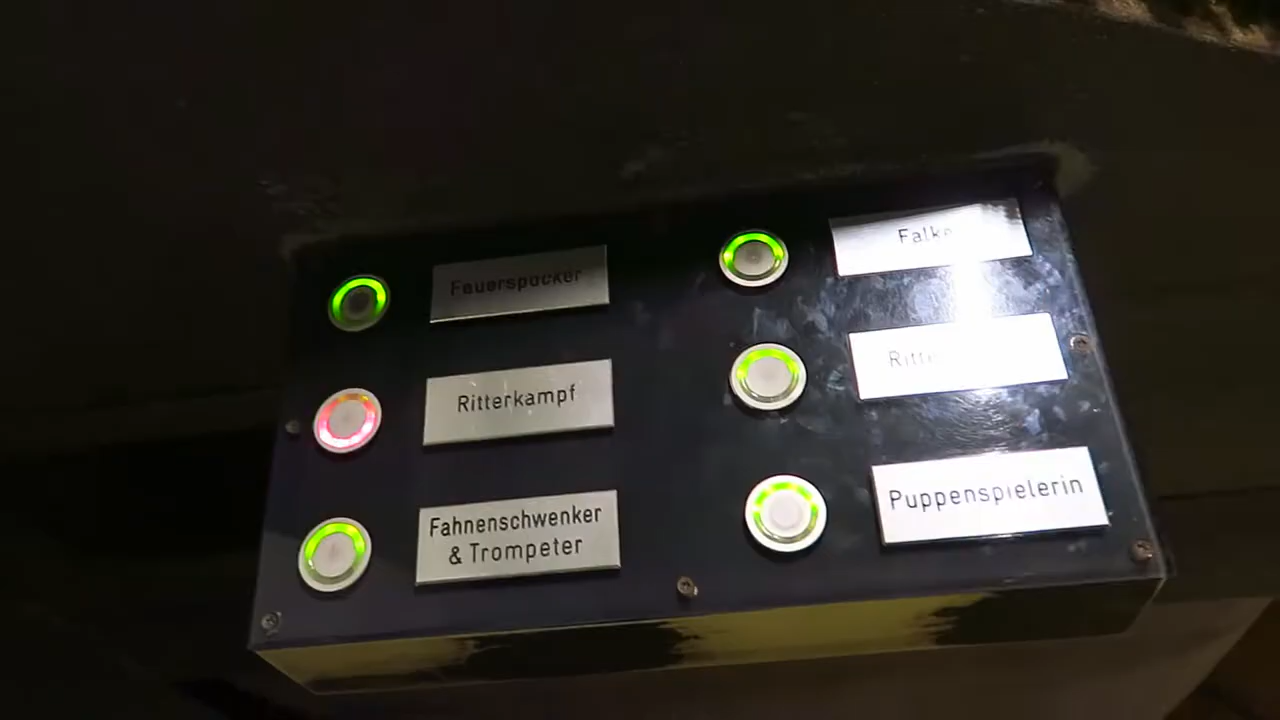 Feuerspucker
Ritterkampf
Fahnenschwenker
& Trompeter
Puppenspielerin